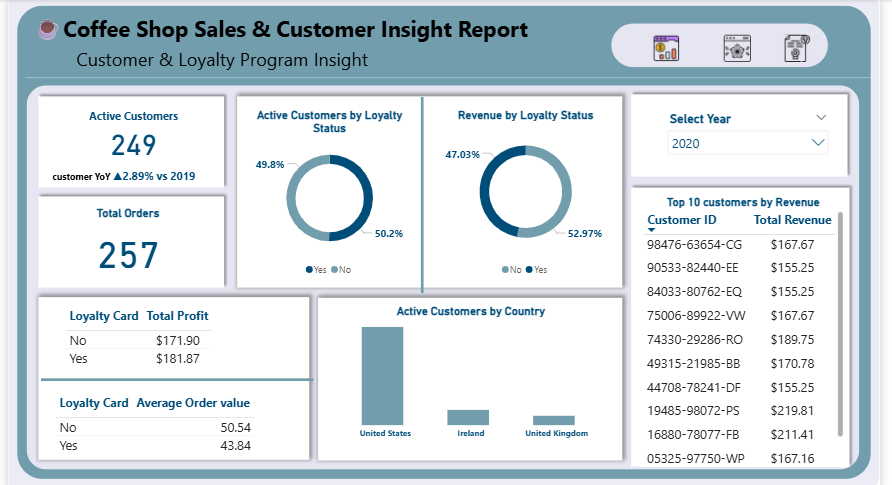 Coffee Shop Sales & Customer Insight Report
Customer & Loyalty Program Insight
Active Customers
249
customer YoY ▲2.89% vs 2019
Total Orders
257
Active Customers by Loyalty
Status
49.8%
50.2%
Yes No
Revenue by Loyalty Status
47.03%
52.97%
No Yes
Select Year
2020
Top 10 customers by Revenue
Customer ID Total Revenue
98476-63654-CG $167.67
90533-82440-EE $155.25
84033-80762-EQ $155.25
75006-89922-VW $167.67
74330-29286-RO $189.75
49315-21985-BB $170.78
44708-78241-DF $155.25
19485-98072-PS $219.81
16880-78077-FB $211.41
05325-97750-WP $167.16
Loyalty Card Total Profit
No $171.90
Yes $181.87
Loyalty Card Average Order value
No 50.54
Yes 43.84
Active Customers by Country
United States Ireland United Kingdom